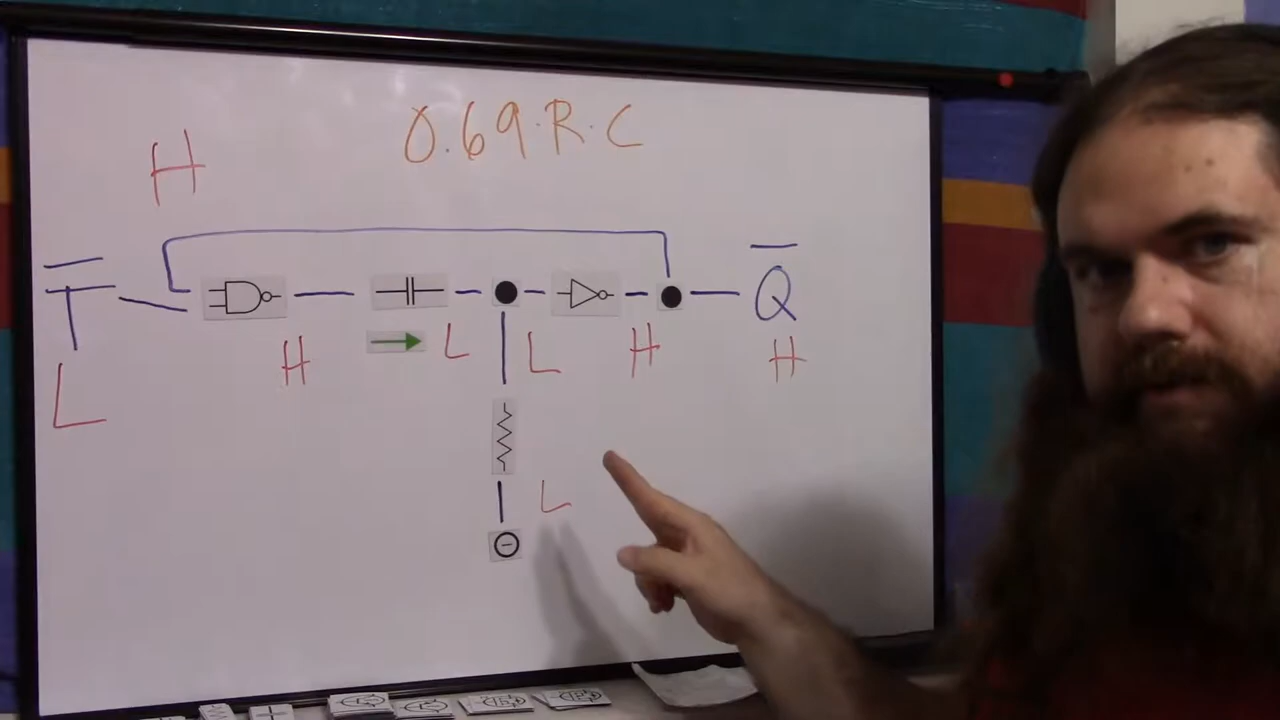 0.69.R.C
H
T̅ Q̅
H L L H H
L
L